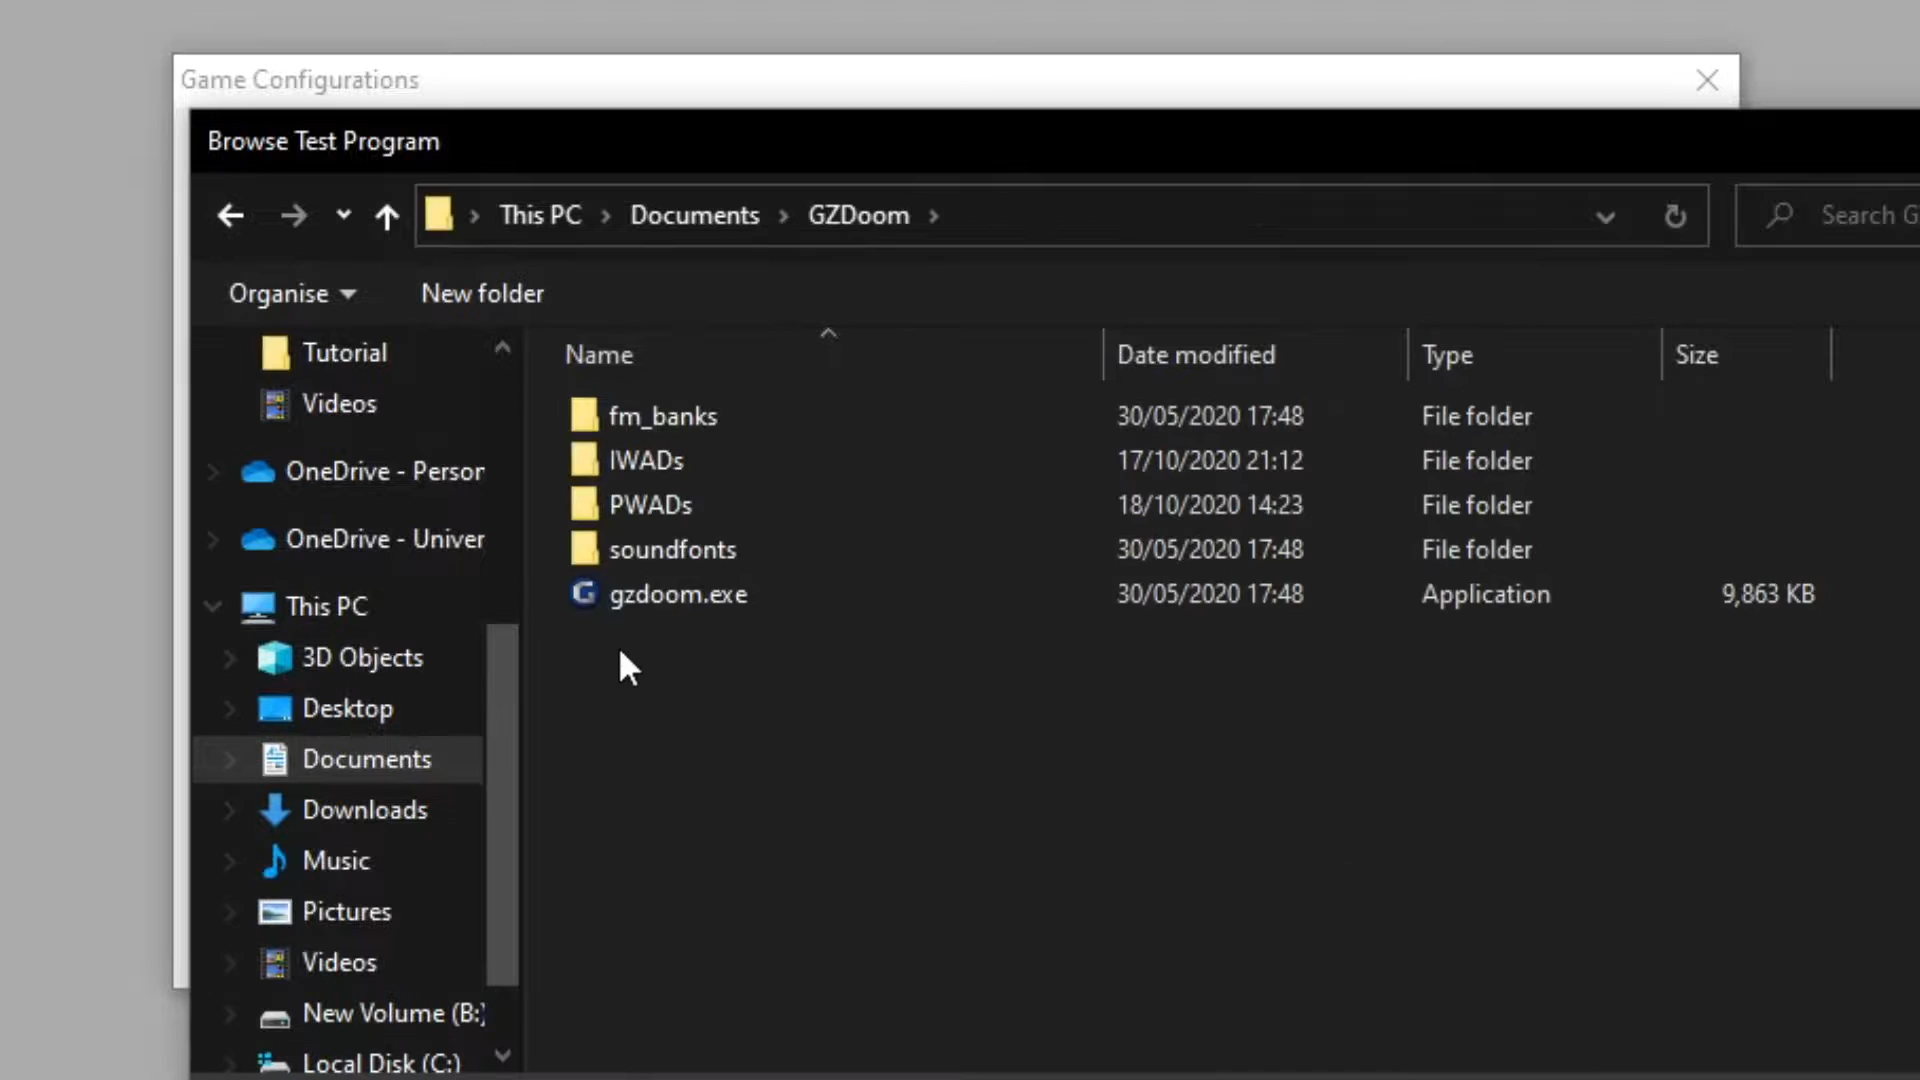 Game Configurations
Browse Test Program
This PC > Documents > GZDoom >
Search G
Organise
New folder
Name Date modified Type Size
fm_banks 30/05/2020 17:48 File folder
IWADs 17/10/2020 21:12 File folder
PWADs 18/10/2020 14:23 File folder
soundfonts 30/05/2020 17:48 File folder
gzdoom.exe 30/05/2020 17:48 Application 9,863 KB
Tutorial
Videos
OneDrive - Person
OneDrive - Univer
This PC
3D Objects
Desktop
Documents
Downloads
Music
Pictures
Videos
New Volume (B:)
Local Disk (C:)